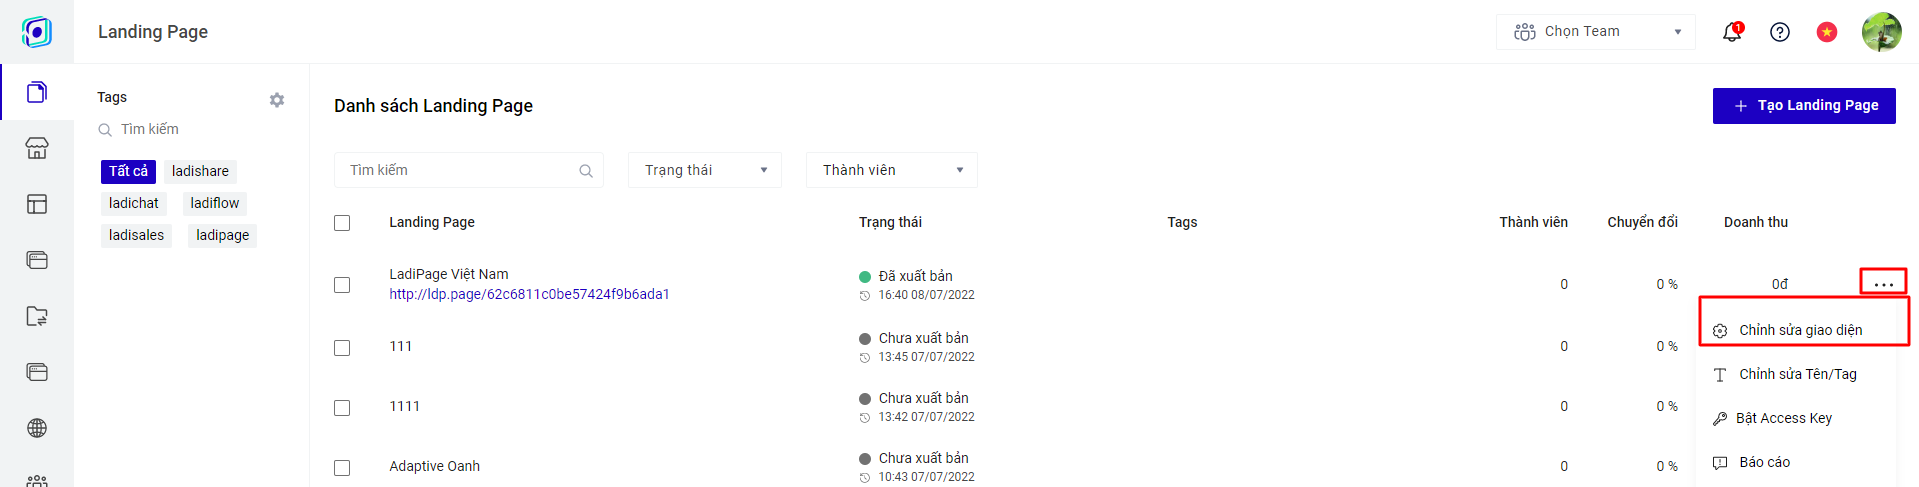 Landing Page
Chọn Team
1
Tags
Tìm kiếm
Tất cả ladishare
ladichat ladiflow
ladisales ladipage
Danh sách Landing Page
+ Tạo Landing Page
Tìm kiếm Trạng thái Thành viên
Landing Page Trạng thái Tags Thành viên Chuyển đổi Doanh thu
LadiPage Việt Nam Đã xuất bản
http://ldp.page/62c6811c0be57424f9b6ada1 16:40 08/07/2022 0 0 % 0đ
111 Chưa xuất bản 0 0 %
13:45 07/07/2022
1111 Chưa xuất bản 0 0 %
13:42 07/07/2022
Adaptive Oanh Chưa xuất bản 0 0 %
10:43 07/07/2022
Chỉnh sửa giao diện
Chỉnh sửa Tên/Tag
Bật Access Key
Báo cáo